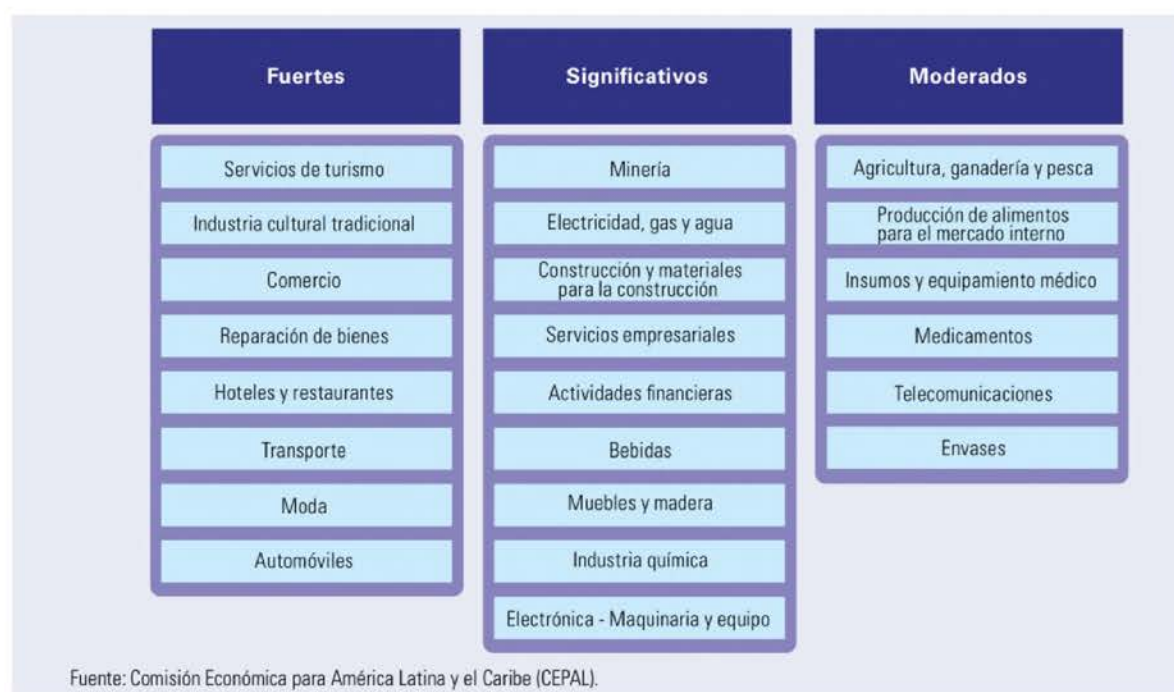 Fuertes
Servicios de turismo
Industria cultural tradicional
Comercio
Reparación de bienes
Hoteles y restaurantes
Transporte
Moda
Automóviles
Significativos
Minería
Electricidad, gas y agua
Construcción y materiales
para la construcción
Servicios empresariales
Actividades financieras
Bebidas
Muebles y madera
Industria química
Electrónica - Maquinaria y equipo
Moderados
Agricultura, ganadería y pesca
Producción de alimentos
para el mercado interno
Insumos y equipamiento médico
Medicamentos
Telecomunicaciones
Envases
Fuente: Comisión Económica para América Latina y el Caribe (CEPAL).